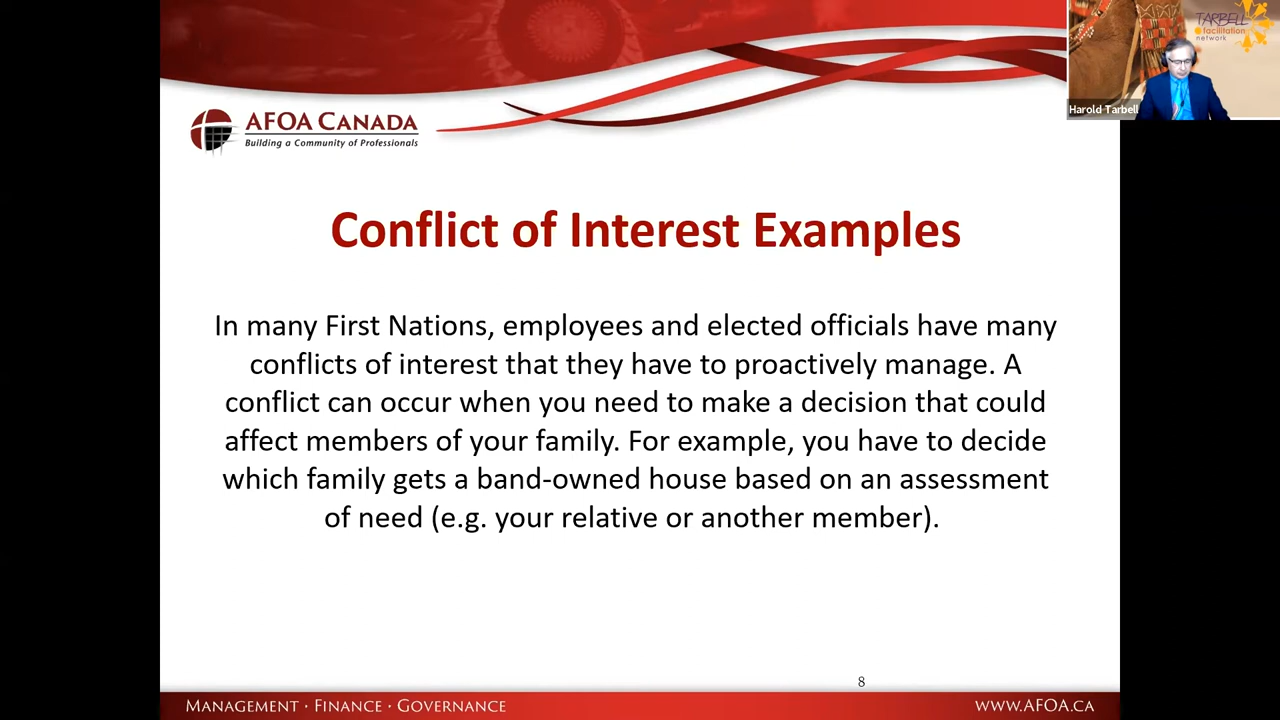 TARBELL
facilitation
network
Harold Tarbell
AFOA CANADA
Building a Community of Professionals
Conflict of Interest Examples
In many First Nations, employees and elected officials have many
conflicts of interest that they have to proactively manage. A
conflict can occur when you need to make a decision that could
affect members of your family. For example, you have to decide
which family gets a band-owned house based on an assessment
of need (e.g. your relative or another member).
8
MANAGEMENT · FINANCE · GOVERNANCE
WWW.AFOA.CA